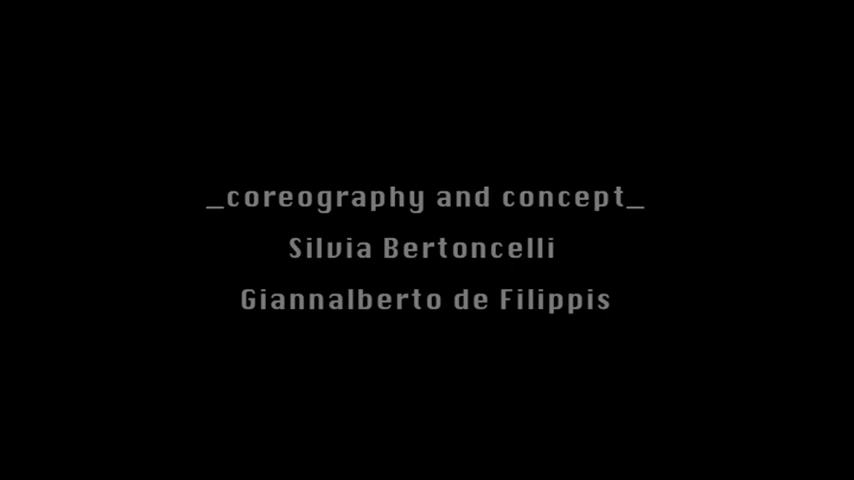 _coreography and concept_
Silvia Bertoncelli
Giannalberto de Filippis